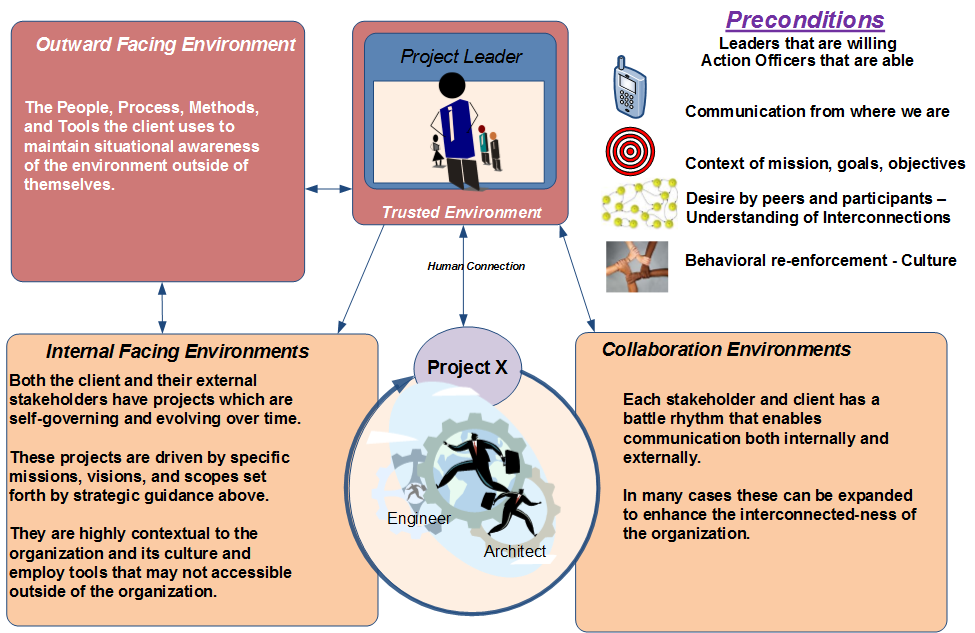 Outward Facing Environment
The People, Process, Methods,
and Tools the client uses to
maintain situational awareness
of the environment outside of
themselves.
Project Leader
Trusted Environment
Preconditions
Leaders that are willing
Action Officers that are able
Communication from where we are
Context of mission, goals, objectives
Desire by peers and participants –
Understanding of Interconnections
Behavioral re-enforcement - Culture
Human Connection
Internal Facing Environments
Both the client and their external
stakeholders have projects which are
self-governing and evolving over time.
These projects are driven by specific
missions, visions, and scopes set
forth by strategic guidance above.
They are highly contextual to the
organization and its culture and
employ tools that may not accessible
outside of the organization.
Project X
Engineer
Architect
Collaboration Environments
Each stakeholder and client has a
battle rhythm that enables
communication both internally and
externally.
In many cases these can be expanded
to enhance the interconnected-ness of
the organization.